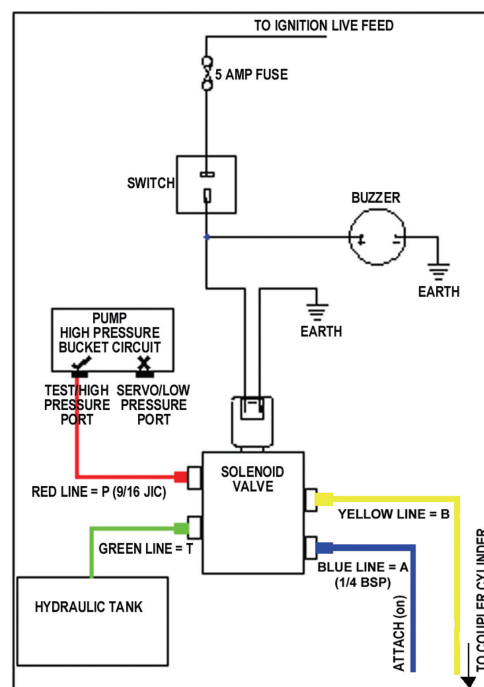 TO IGNITION LIVE FEED
5 AMP FUSE
SWITCH
BUZZER
EARTH
EARTH
PUMP
HIGH PRESSURE
BUCKET CIRCUIT
TEST/HIGH
PRESSURE
PORT
SERVO/LOW
PRESSURE
PORT
SOLENOID
VALVE
RED LINE = P (9/16 JIC)
YELLOW LINE = B
GREEN LINE = T
BLUE LINE = A
(1/4 BSP)
HYDRAULIC TANK
ATTACH (on)
TO COUPLER CYLINDER